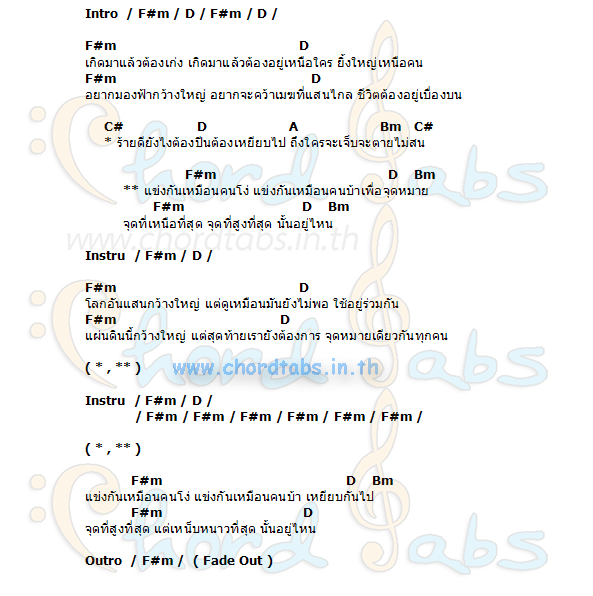 Intro / F#m / D / F#m / D /
F#m D
เกิดมาแล้วต้องเก่ง เกิดมาแล้วต้องอยู่เหนือใคร ยิ้งใหญ่เหนือคน
F#m D
อยากมองฟ้ากว้างใหญ่ อยากจะคว้าเมฆที่แสนไกล ชีวิตต้องอยู่เบื่องบน
C# D A Bm C#
* ร้ายดียังไงต้องปีนต้องเหยียบไป ถึงใครจะเจ็บจะตายไม่สน
F#m D Bm
** แข่งกันเหมือนคนโง่ แข่งกันเหมือนคนบ้าเพื่อจุดหมาย
F#m D Bm
จุดที่เหนือที่สุด จุดที่สูงที่สุด นั้นอยู่ไหน
www.chordtabs.in.th
Instru / F#m / D /
F#m D
โลกอันแสนกว้างใหญ่ แต่ดูเหมือนมันยังไม่พอ ใช้อยู่ร่วมกัน
F#m D
แผ่นดินนี้กว้างใหญ่ แต่สุดท้ายเรายังต้องการ จุดหมายเดียวกันทุกคน
( * , ** )
www.chordtabs.in.th
Instru / F#m / D /
/ F#m / F#m / F#m / F#m / F#m / F#m /
( * , ** )
F#m D Bm
แข่งกันเหมือนคนโง่ แข่งกันเหมือนคนบ้า เหยียบกันไป
F#m D
จุดที่สูงที่สุด แต่เหน็บหนาวที่สุด นั้นอยู่ไหน
Outro / F#m / ( Fade Out )
chord tabs
chord tabs
chord tabs